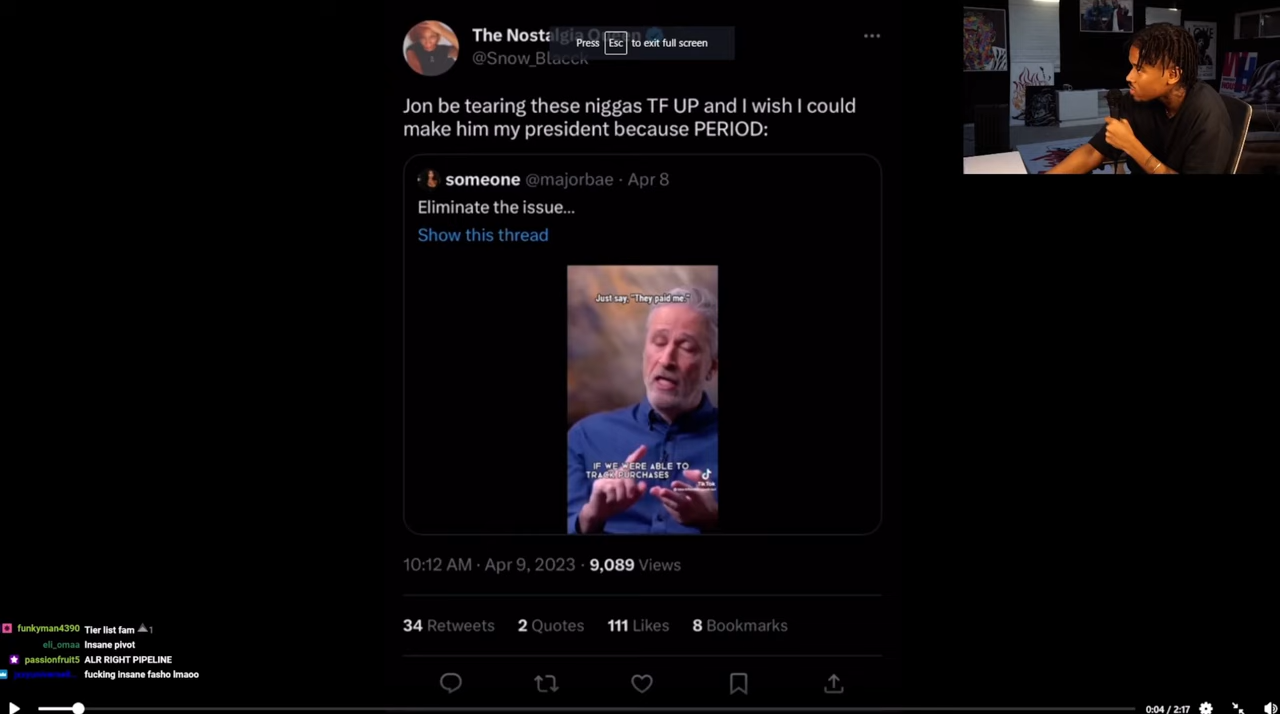 The Nostalgia Queen
Press Esc to exit full screen
@Snow_Blacck
Jon be tearing these niggas TF UP and I wish I could
make him my president because PERIOD:
someone @majorbae · Apr 8
Eliminate the issue...
Show this thread
Just say, "They paid me."
IF WE WERE ABLE TO
TRACK PURCHASES
TikTok
10:12 AM · Apr 9, 2023 · 9,089 Views
34 Retweets 2 Quotes 111 Likes 8 Bookmarks
funkyman4390 Tier list fam 1
eli_omaa Insane pivot
passionfruit5 ALR RIGHT PIPELINE
fucking insane fasho lmaoo
0:04 / 2:17